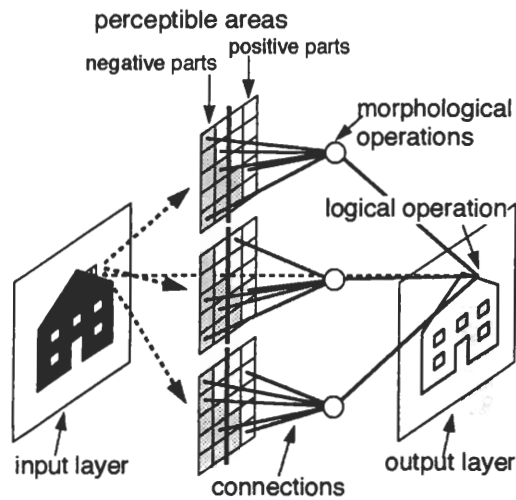 perceptible areas
positive parts
negative parts
morphological
operations
logical operation
input layer
output layer
connections